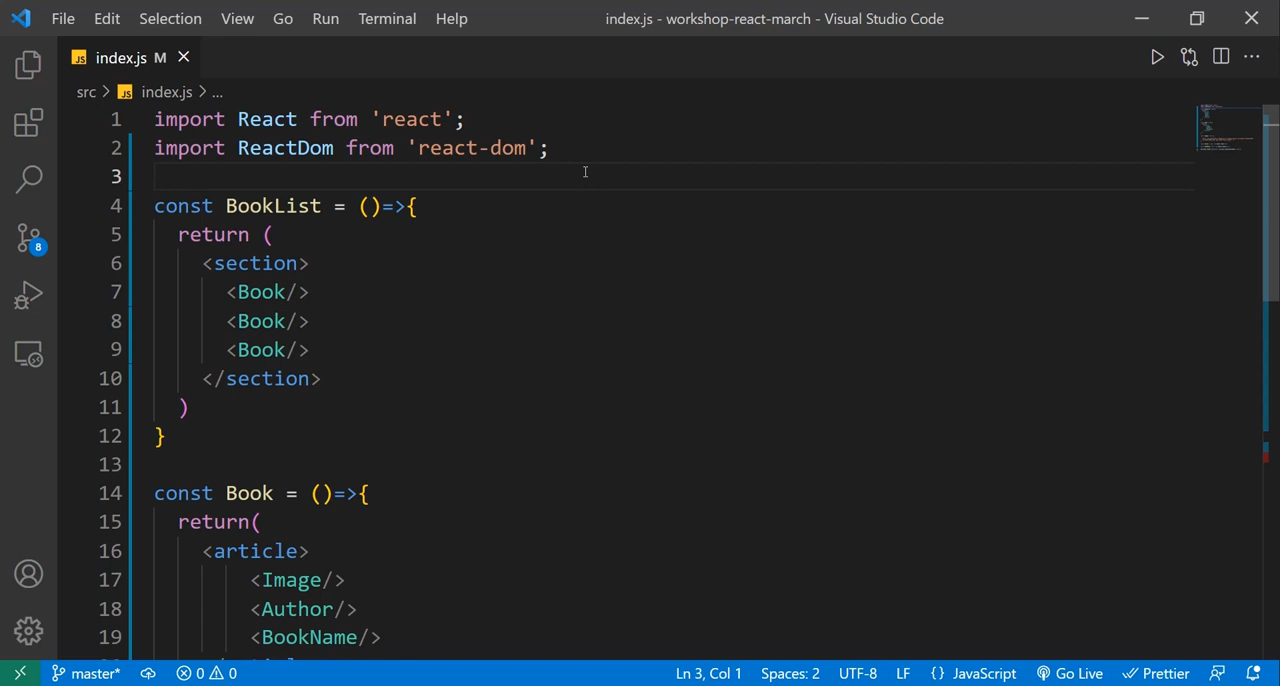 File Edit Selection View Go Run Terminal Help index.js - workshop-react-march - Visual Studio Code
JS index.js M
src > JS index.js > ...
1 import React from 'react';
2 import ReactDom from 'react-dom';
3
4 const BookList = ()=>{
5 return (
6 <section>
7 <Book/>
8 <Book/>
9 <Book/>
10 </section>
11 )
12 }
13
14 const Book = ()=>{
15 return(
16 <article>
17 <Image/>
18 <Author/>
19 <BookName/>
8
master* 0 0 Ln 3, Col 1 Spaces: 2 UTF-8 LF {} JavaScript Go Live Prettier